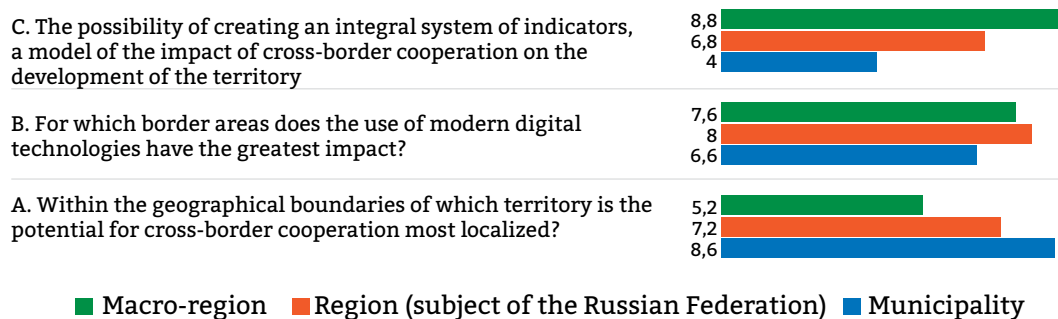 C. The possibility of creating an integral system of indicators,
a model of the impact of cross-border cooperation on the
development of the territory
8,8
6,8
4
B. For which border areas does the use of modern digital
technologies have the greatest impact?
7,6
8
6,6
A. Within the geographical boundaries of which territory is the
potential for cross-border cooperation most localized?
5,2
7,2
8,6
Macro-region Region (subject of the Russian Federation) Municipality